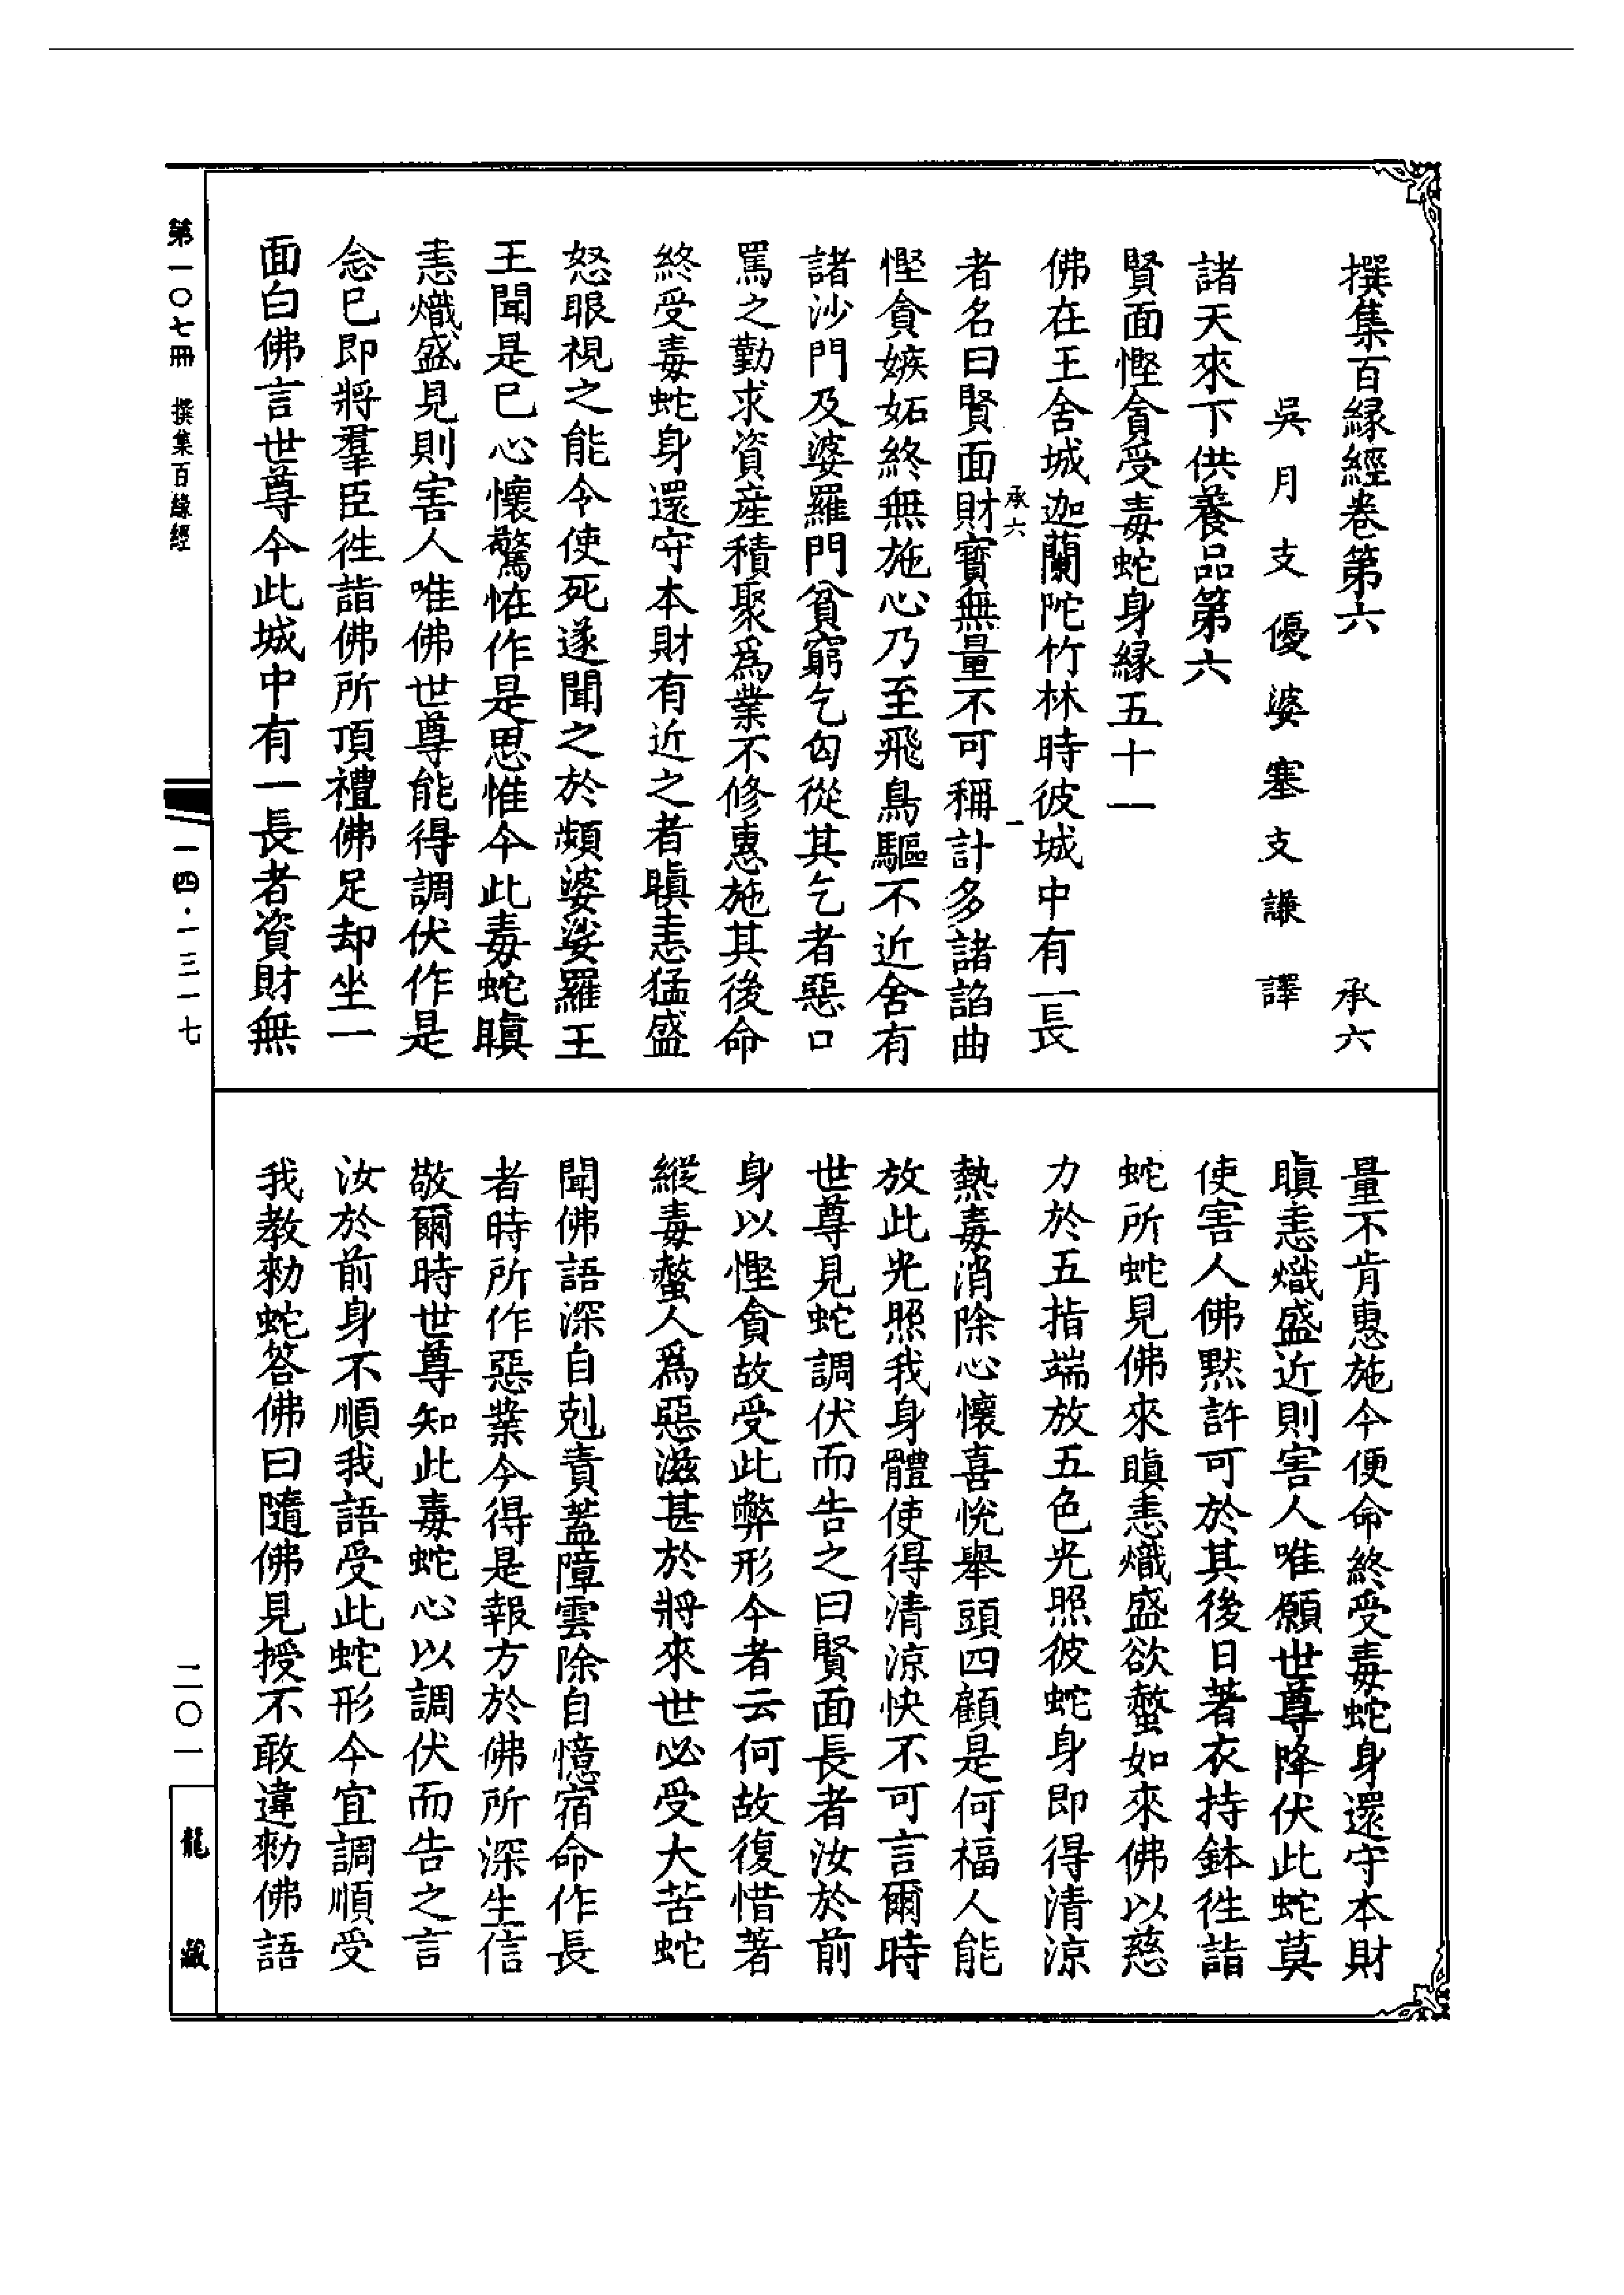 撰集百緣經卷第六　承六
吳月支優婆塞支謙譯
諸天來下供養品第六
賢面慳貪受毒蛇身緣五十一
佛在王舍城迦蘭陀竹林時彼城中有一長
承六　一
者名曰賢面財寶無量不可稱計多諸諂曲
慳貪嫉妬終無施心乃至飛鳥驅不近舍有
諸沙門及婆羅門貧窮乞匃從其乞者惡口
罵之勤求資産積聚爲業不修惠施其後命
終受毒蛇身還守本財有近之者瞋恚猛盛
怒眼視之能令使死遂聞之於頻婆娑羅王
王聞是已心懷驚怪作是思惟今此毒蛇瞋
恚熾盛見則害人唯佛世尊能得調伏作是
念已即將羣臣徃詣佛所頂禮佛足却坐一
面白佛言世尊今此城中有一長者資財無
量不肯惠施今便命終受毒蛇身還守本財
瞋恚熾盛近則害人唯願世尊降伏此蛇莫
使害人佛默許可於其後日著衣持鉢徃詣
蛇所蛇見佛來瞋恚熾盛欲螫如來佛以慈
力於五指端放五色光照彼蛇身即得清涼
熱毒消除心懷喜悅舉頭四顧是何福人能
放此光照我身體使得清涼快不可言爾時
世尊見蛇調伏而告之曰賢面長者汝於前
身以慳貪故受此弊形今者云何故復惜著
縱毒螫人爲惡滋甚於將來世必受大苦蛇
聞佛語深自剋責蓋障雲除自憶宿命作長
者時所作惡業今得是報方於佛所深生信
敬爾時世尊知此毒蛇心以調伏而告之言
汝於前身不順我語受此蛇形今宜調順受
我教勑蛇答佛曰隨佛見授不敢違勑佛語
第一〇七冊　撰集百緣經
一四·一三一七
二〇一
龍藏